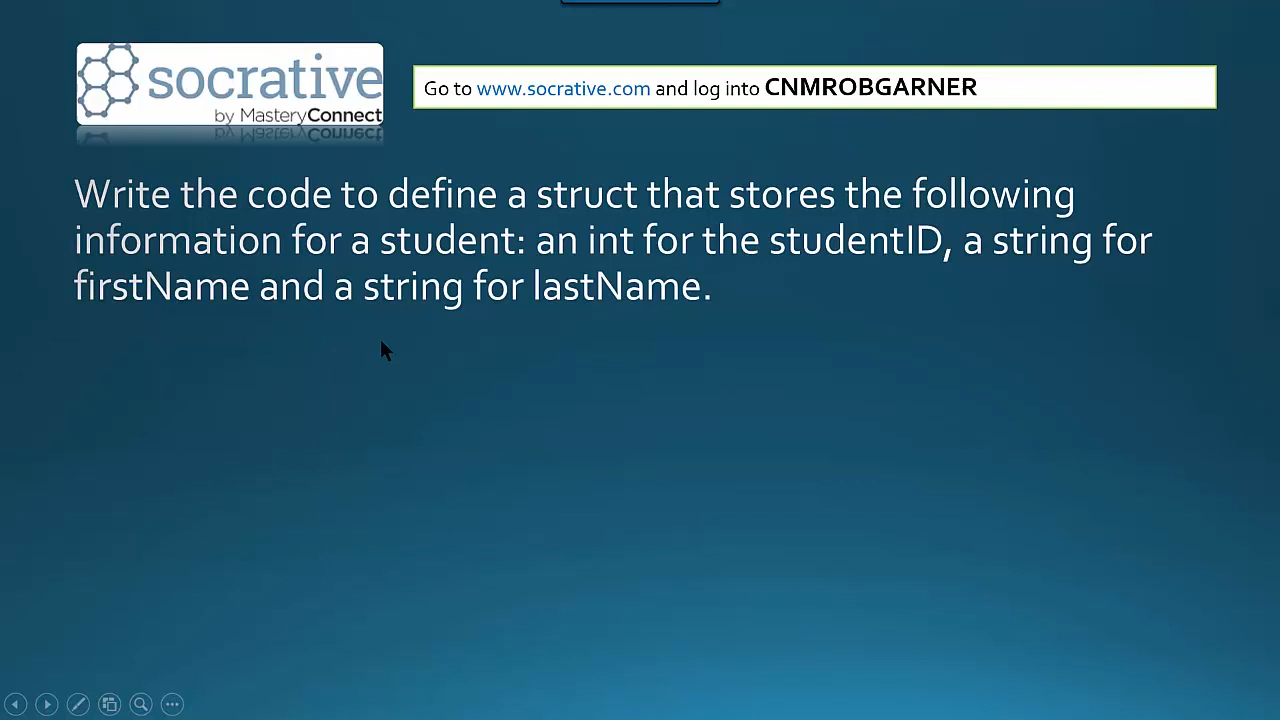 socrative
by MasteryConnect
Go to www.socrative.com and log into CNMROBGARNER
Write the code to define a struct that stores the following
information for a student: an int for the studentID, a string for
firstName and a string for lastName.